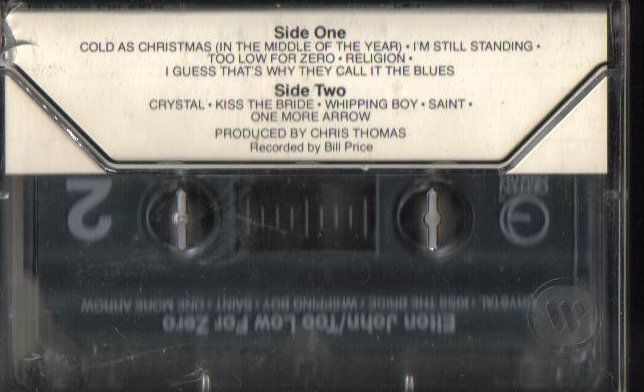 Side One
COLD AS CHRISTMAS (IN THE MIDDLE OF THE YEAR) • I'M STILL STANDING •
TOO LOW FOR ZERO • RELIGION •
I GUESS THAT'S WHY THEY CALL IT THE BLUES
Side Two
CRYSTAL • KISS THE BRIDE • WHIPPING BOY • SAINT •
ONE MORE ARROW
PRODUCED BY CHRIS THOMAS
Recorded by Bill Price
2
GEFFEN
CRYSTAL • KISS THE BRIDE • WHIPPING BOY • SAINT • ONE MORE ARROW
Elton John/Too Low For Zero